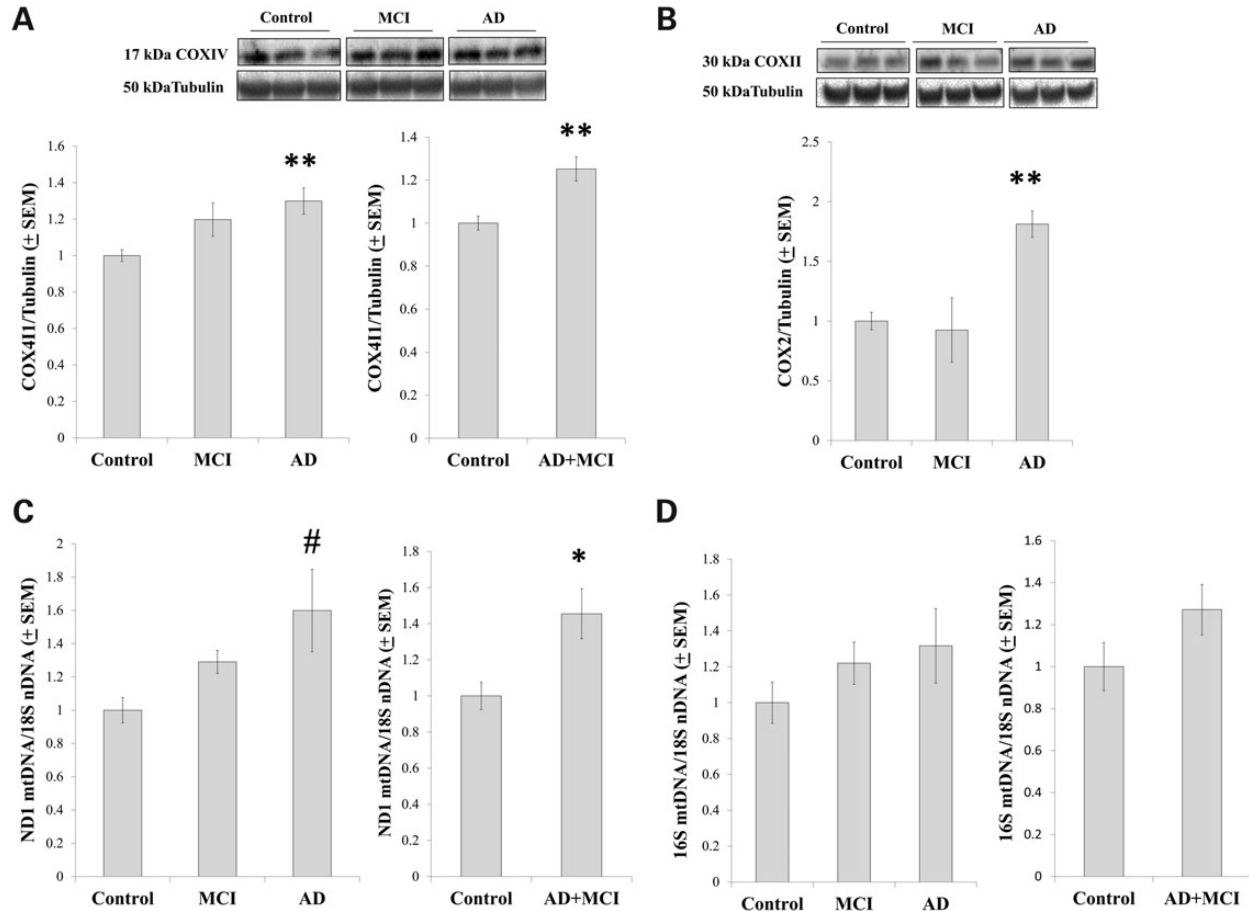 A
Control MCI AD
17 kDa COXIV
50 kDaTubulin
**
COX4I1/Tubulin (± SEM)
1.4
1.2
1
0.8
0.6
0.4
0.2
0
Control MCI AD
**
COX4I1/Tubulin (± SEM)
1.4
1.2
1
0.8
0.6
0.4
0.2
0
Control AD+MCI
B
Control MCI AD
30 kDa COXII
50 kDaTubulin
**
COX2/Tubulin (± SEM)
2.5
2
1.5
1
0.5
0
Control MCI AD
C
#
ND1 mtDNA/18S nDNA (± SEM)
2
1.8
1.6
1.4
1.2
1
0.8
0.6
0.4
0.2
0
Control MCI AD
*
ND1 mtDNA/18S nDNA (± SEM)
1.8
1.6
1.4
1.2
1
0.8
0.6
0.4
0.2
0
Control AD+MCI
D
16S mtDNA/18S nDNA (± SEM)
1.8
1.6
1.4
1.2
1
0.8
0.6
0.4
0.2
0
Control MCI AD
16S mtDNA/18S nDNA (± SEM)
1.6
1.4
1.2
1
0.8
0.6
0.4
0.2
0
Control AD+MCI